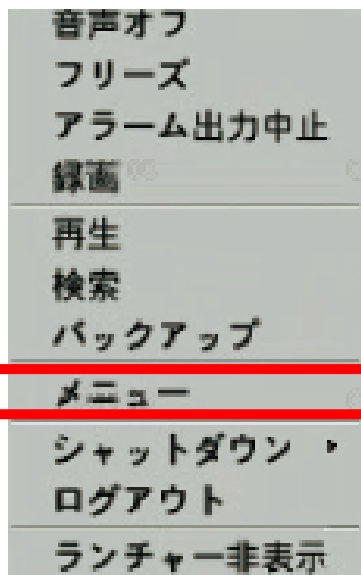 音声オフ
フリーズ
アラーム出力中止
録画
再生
検索
バックアップ
メニュー
シャットダウン
ログアウト
ランチャー非表示